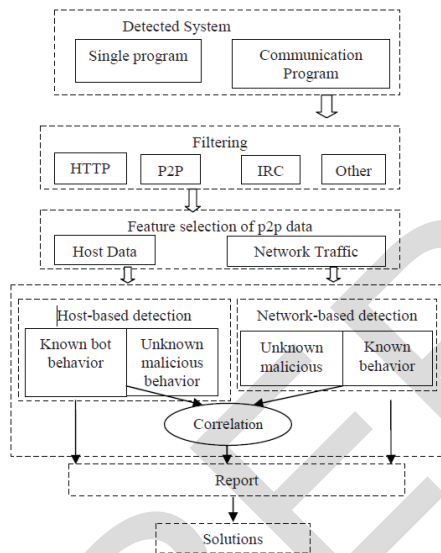 Detected System
Single program
Communication
Program
Filtering
HTTP
P2P
IRC
Other
Feature selection of p2p data
Host Data
Network Traffic
Host-based detection
Network-based detection
Known bot
behavior
Unknown
malicious
behavior
Unknown
malicious
Known
behavior
Correlation
Report
Solutions